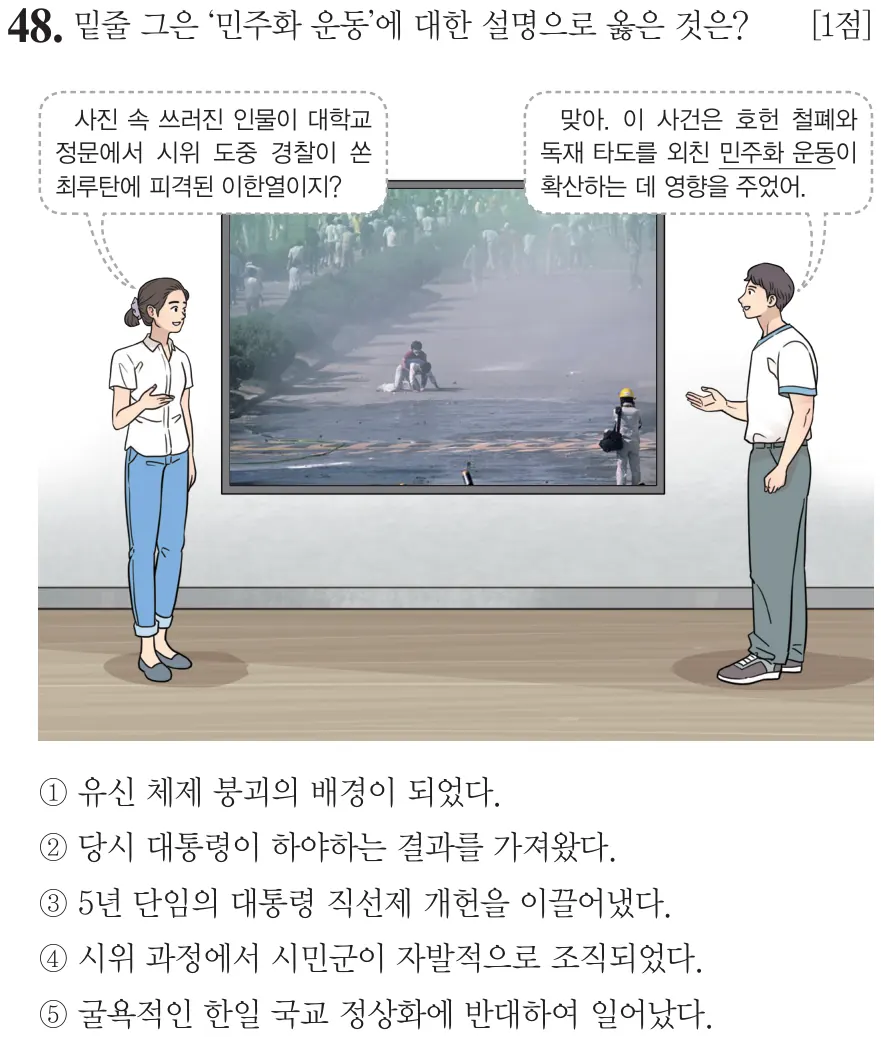 48. 밑줄 그은 ‘민주화 운동’에 대한 설명으로 옳은 것은? [1점]
사진 속 쓰러진 인물이 대학교
정문에서 시위 도중 경찰이 쏜
최루탄에 피격된 이한열이지?
맞아. 이 사건은 호헌 철폐와
독재 타도를 외친 민주화 운동이
확산하는 데 영향을 주었어.
① 유신 체제 붕괴의 배경이 되었다.
② 당시 대통령이 하야하는 결과를 가져왔다.
③ 5년 단임의 대통령 직선제 개헌을 이끌어냈다.
④ 시위 과정에서 시민군이 자발적으로 조직되었다.
⑤ 굴욕적인 한일 국교 정상화에 반대하여 일어났다.